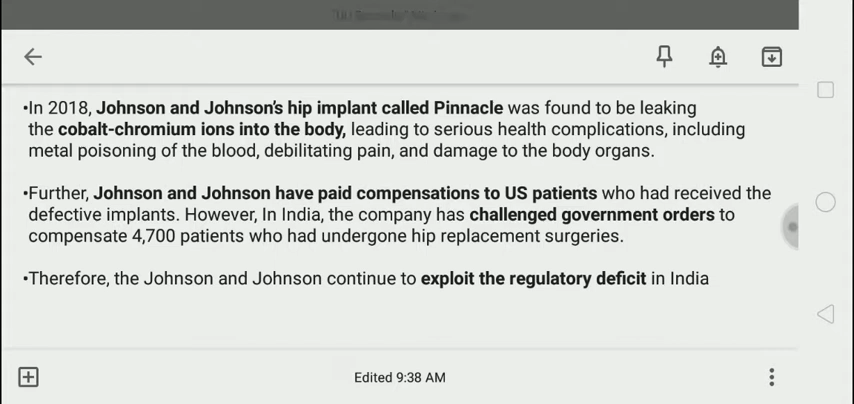 •In 2018, Johnson and Johnson's hip implant called Pinnacle was found to be leaking
the cobalt-chromium ions into the body, leading to serious health complications, including
metal poisoning of the blood, debilitating pain, and damage to the body organs.
•Further, Johnson and Johnson have paid compensations to US patients who had received the
defective implants. However, In India, the company has challenged government orders to
compensate 4,700 patients who had undergone hip replacement surgeries.
•Therefore, the Johnson and Johnson continue to exploit the regulatory deficit in India
Edited 9:38 AM